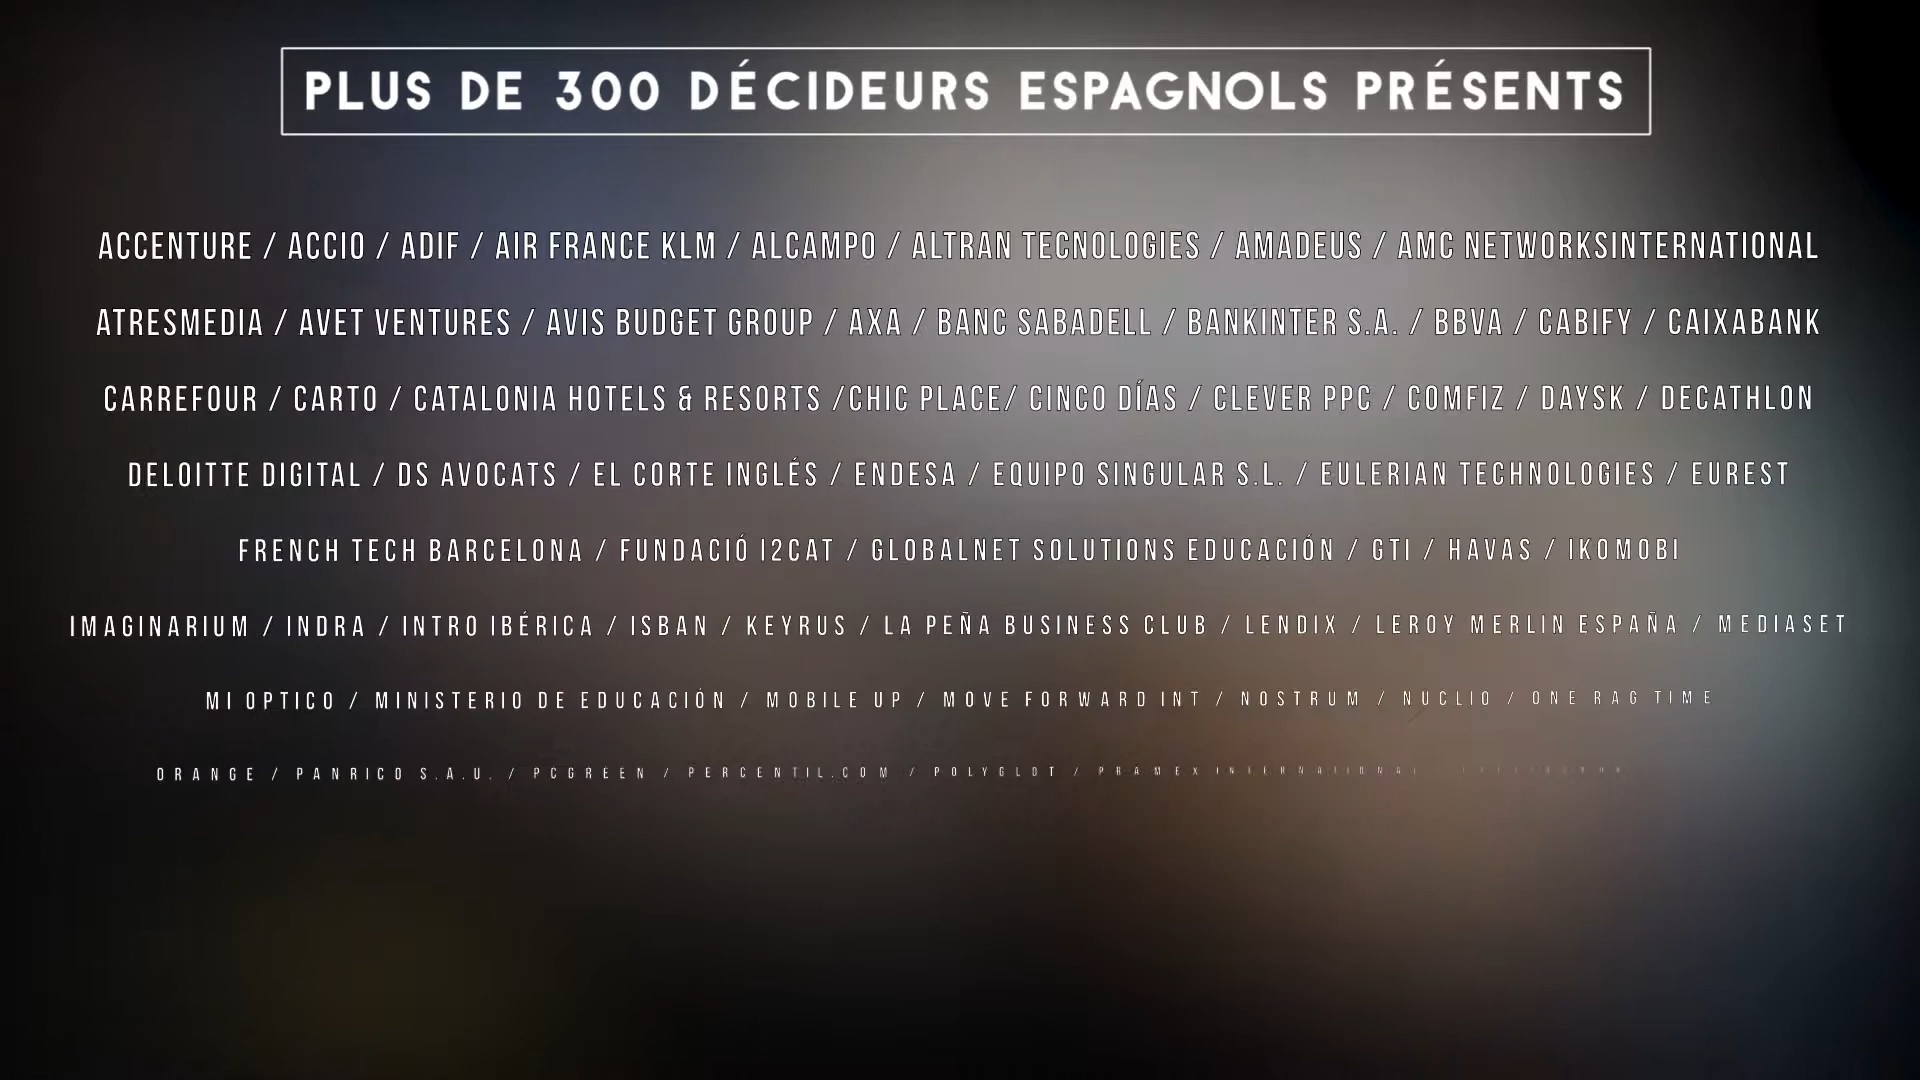 PLUS DE 300 DÉCIDEURS ESPAGNOLS PRÉSENTS
ACCENTURE / ACCIO / ADIF / AIR FRANCE KLM / ALCAMPO / ALTRAN TECNOLOGIES / AMADEUS / AMC NETWORKSINTERNATIONAL
ATRESMEDIA / AVET VENTURES / AVIS BUDGET GROUP / AXA / BANC SABADELL / BANKINTER S.A. / BBVA / CABIFY / CAIXABANK
CARREFOUR / CARTO / CATALONIA HOTELS & RESORTS /CHIC PLACE/ CINCO DÍAS / CLEVER PPC / COMFIZ / DAYSK / DECATHLON
DELOITTE DIGITAL / DS AVOCATS / EL CORTE INGLÉS / ENDESA / EQUIPO SINGULAR S.L. / EULERIAN TECHNOLOGIES / EUREST
FRENCH TECH BARCELONA / FUNDACIÓ I2CAT / GLOBALNET SOLUTIONS EDUCACIÓN / GTI / HAVAS / IKOMOBI
IMAGINARIUM / INDRA / INTRO IBÉRICA / ISBAN / KEYRUS / LA PEÑA BUSINESS CLUB / LENDIX / LEROY MERLIN ESPAÑA / MEDIASET
MI OPTICO / MINISTERIO DE EDUCACIÓN / MOBILE UP / MOVE FORWARD INT / NOSTRUM / NUCLIO / ONE RAG TIME
ORANGE / PANRICO S.A.U. / PCGREEN / PERCENTIL.COM / POLYGLOT / PRAMEX INTERNATIONAL